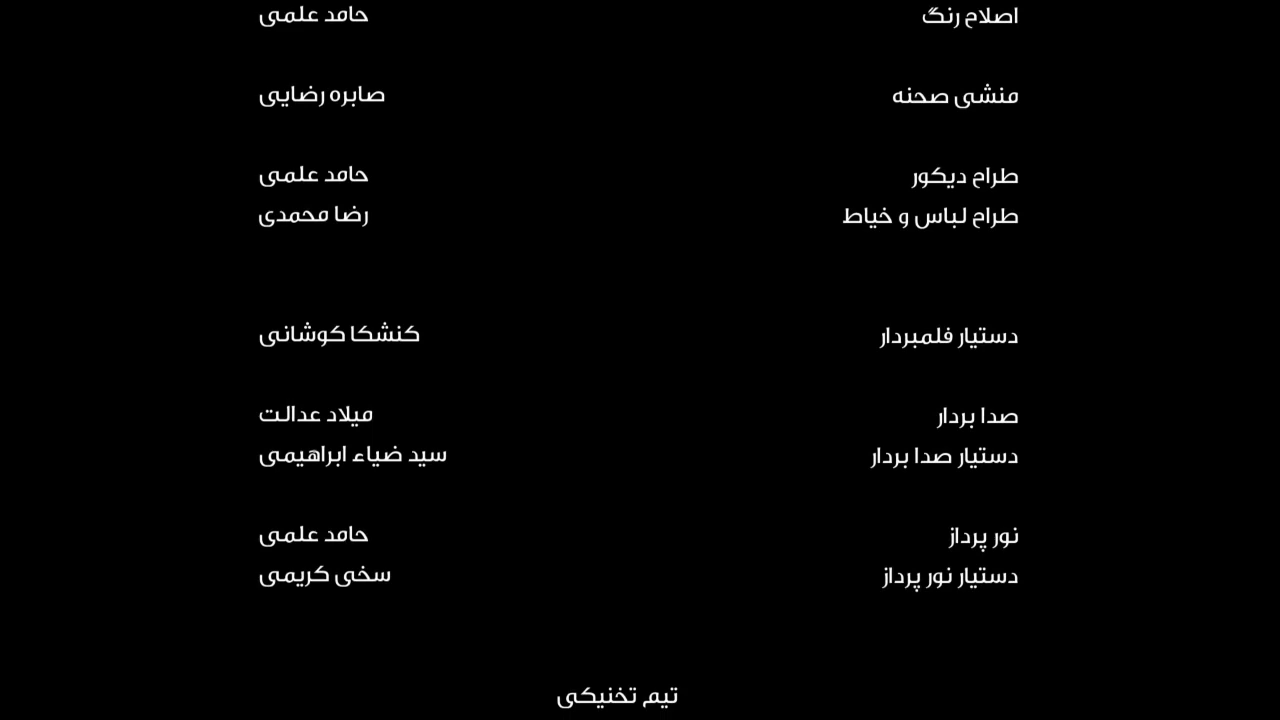 اصلاح رنگ حامد علمی
منشی صحنه صابره رضایی
طراح دیکور حامد علمی
طراح لباس و خیاط رضا محمدی
دستیار فلمبردار کنشکا کوشانی
صدا بردار میلاد عدالت
دستیار صدا بردار سید ضیاء ابراهیمی
نور پرداز حامد علمی
دستیار نور پرداز سخی کریمی
تیم تخنیکی